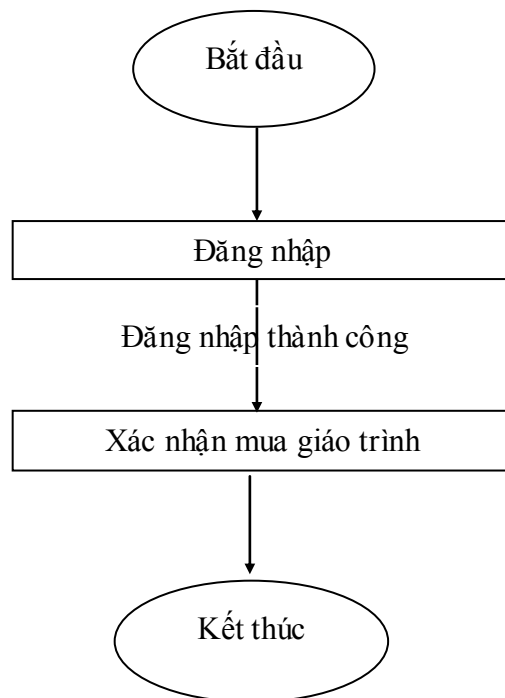 Bắt đầu
Đăng nhập
Đăng nhập thành công
Xác nhận mua giáo trình
Kết thúc